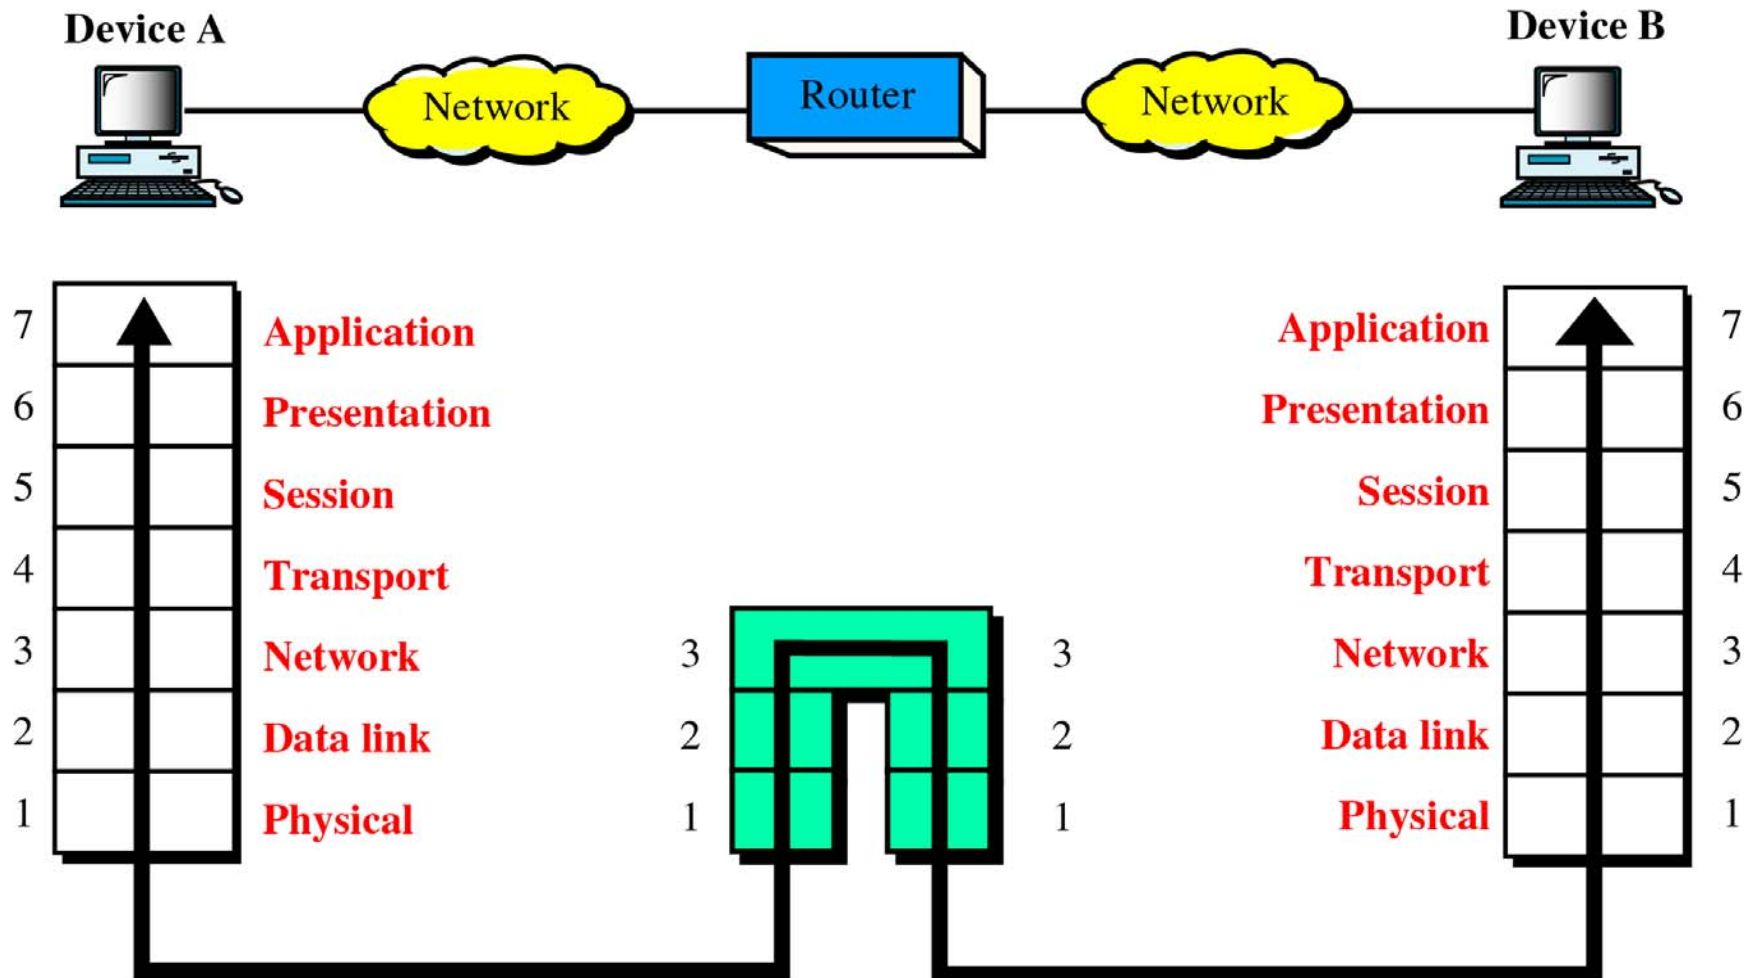 Device A
Device B
Network
Router
Network
7 Application
Application 7
6 Presentation
Presentation 6
5 Session
Session 5
4 Transport
Transport 4
3 Network
3
3
Network 3
2 Data link
2
2
Data link 2
1 Physical
1
1
Physical 1